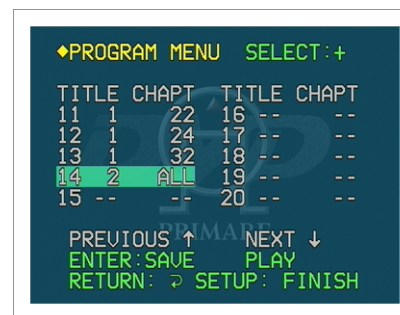 ◆PROGRAM MENU SELECT:+
TITLE CHAPT TITLE CHAPT
11 1 22 16 -- --
12 1 24 17 -- --
13 1 32 18 -- --
14 2 ALL 19 -- --
15 -- -- 20 -- --
PRIMARE
PREVIOUS ↑ NEXT ↓
ENTER:SAVE PLAY
RETURN: ⊋ SETUP: FINISH